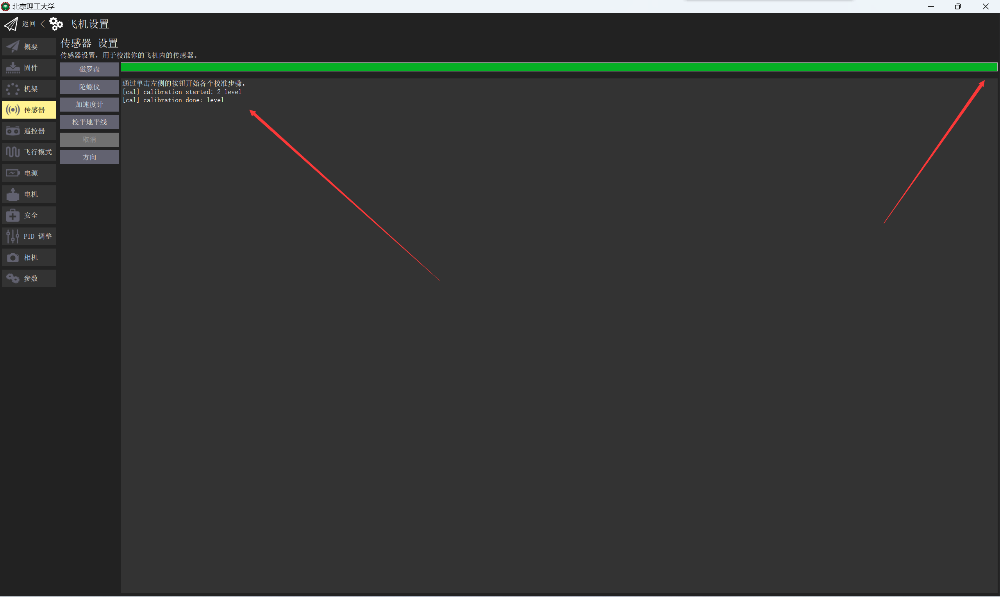 北京理工大学
返回
飞机设置
概要
固件
机架
传感器
遥控器
飞行模式
电源
电机
安全
PID 调整
相机
参数
传感器 设置
传感器设置，用于校准你的飞机内的传感器。
磁罗盘
陀螺仪
加速度计
校平地平线
取消
方向
通过单击左侧的按钮开始各个校准步骤。
[cal] calibration started: 2 level
[cal] calibration done: level